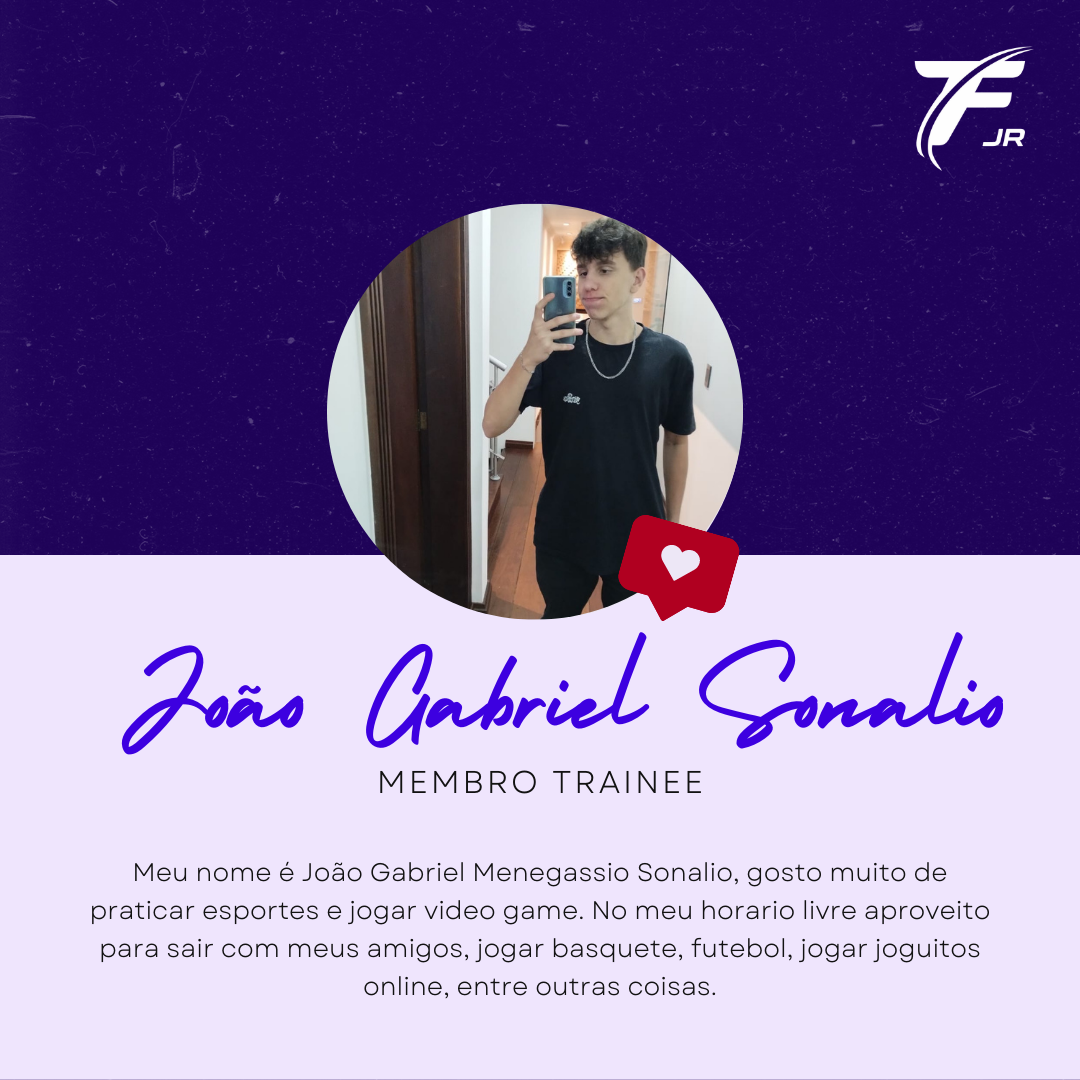 TF
JR
João Gabriel Sonalio
MEMBRO TRAINEE
Meu nome é João Gabriel Menegassio Sonalio, gosto muito de
praticar esportes e jogar video game. No meu horario livre aproveito
para sair com meus amigos, jogar basquete, futebol, jogar joguitos
online, entre outras coisas.